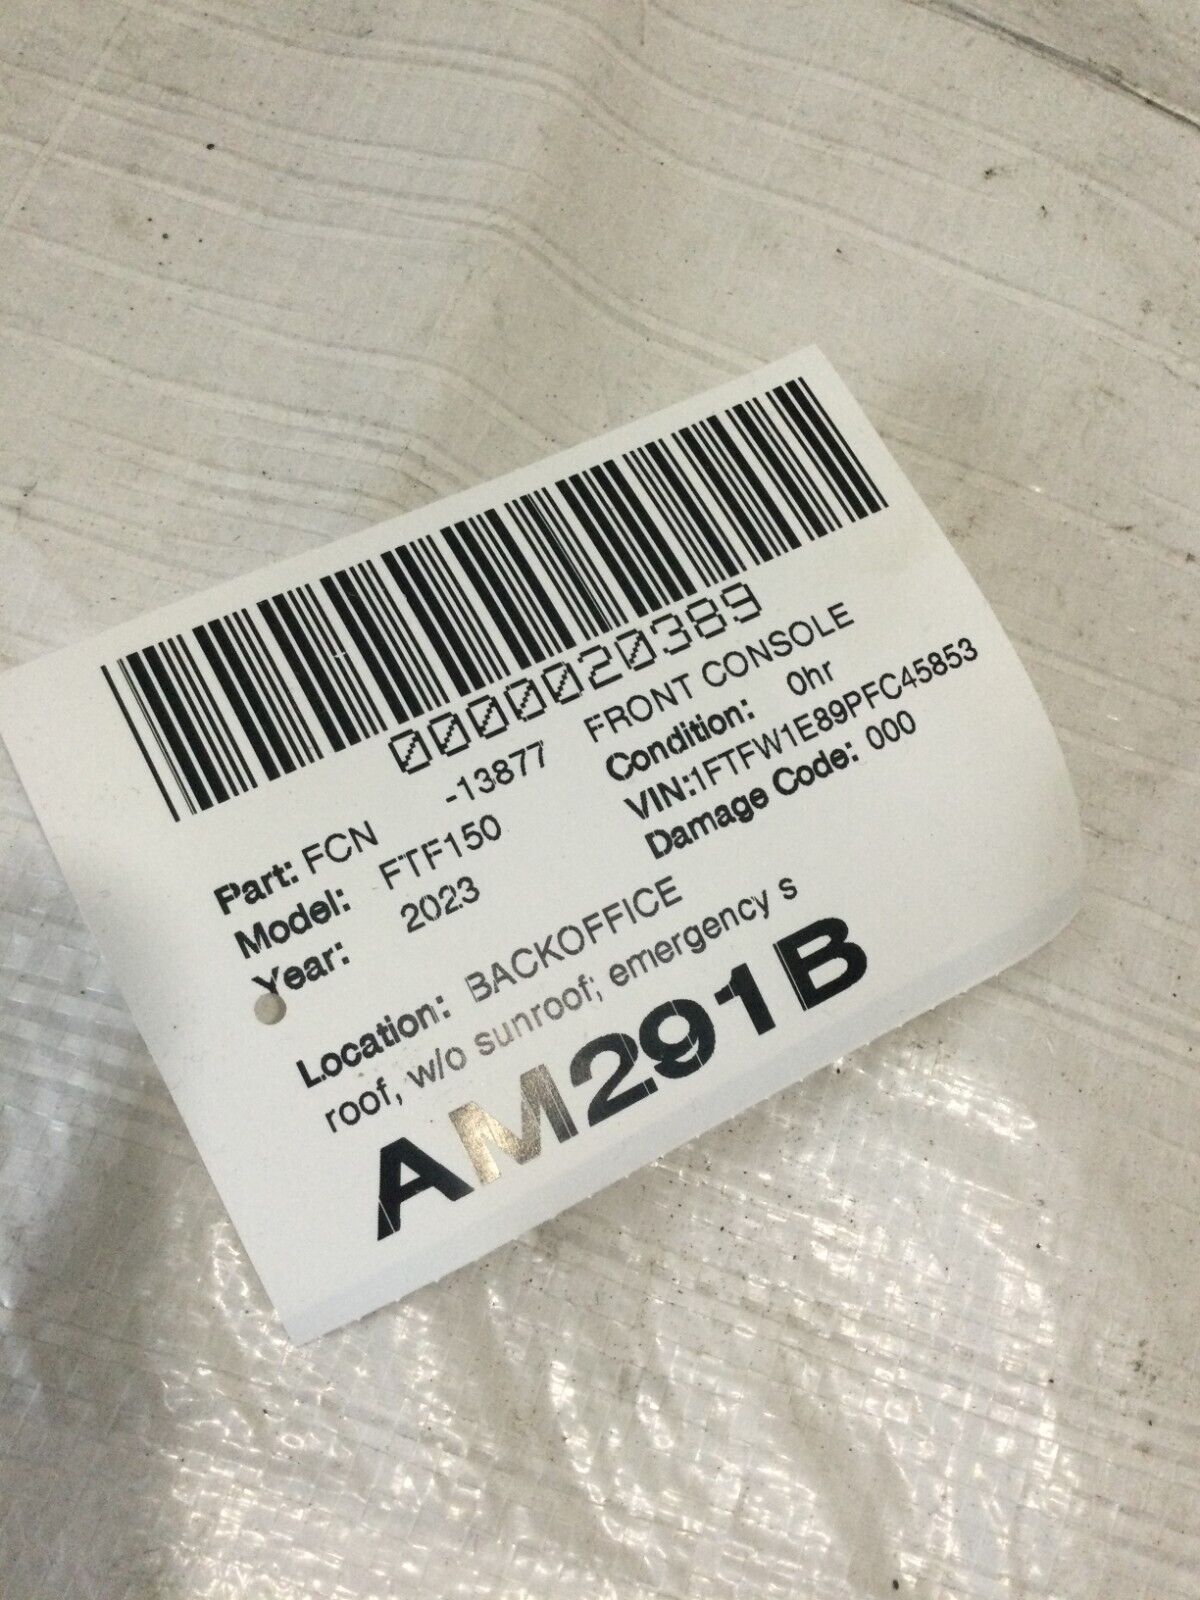 0000020389
Part: FCN -13877 FRONT CONSOLE
Model: FTF150 Condition: 0hr
Year: 2023 VIN:1FTFW1E89PFC45853
Damage Code: 000
Location: BACKOFFICE
roof, w/o sunroof; emergency s
AM291B